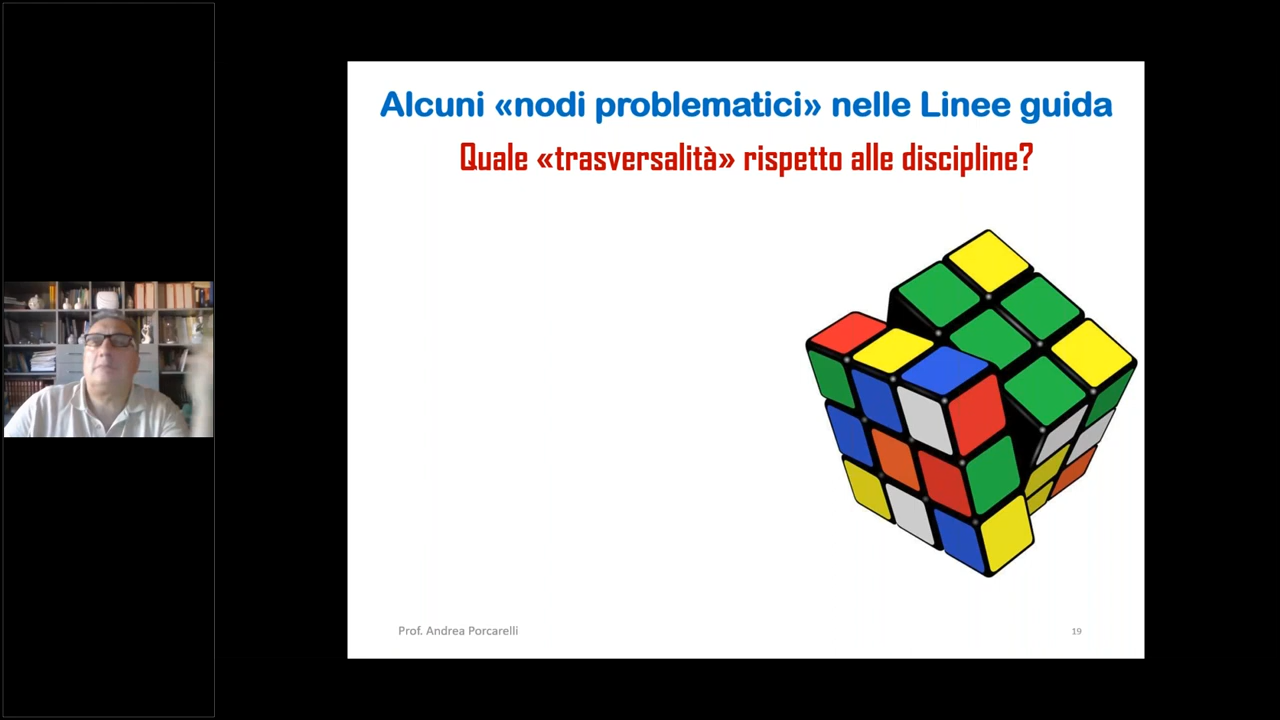 Alcuni «nodi problematici» nelle Linee guida
Quale «trasversalità» rispetto alle discipline?
Prof. Andrea Porcarelli
19